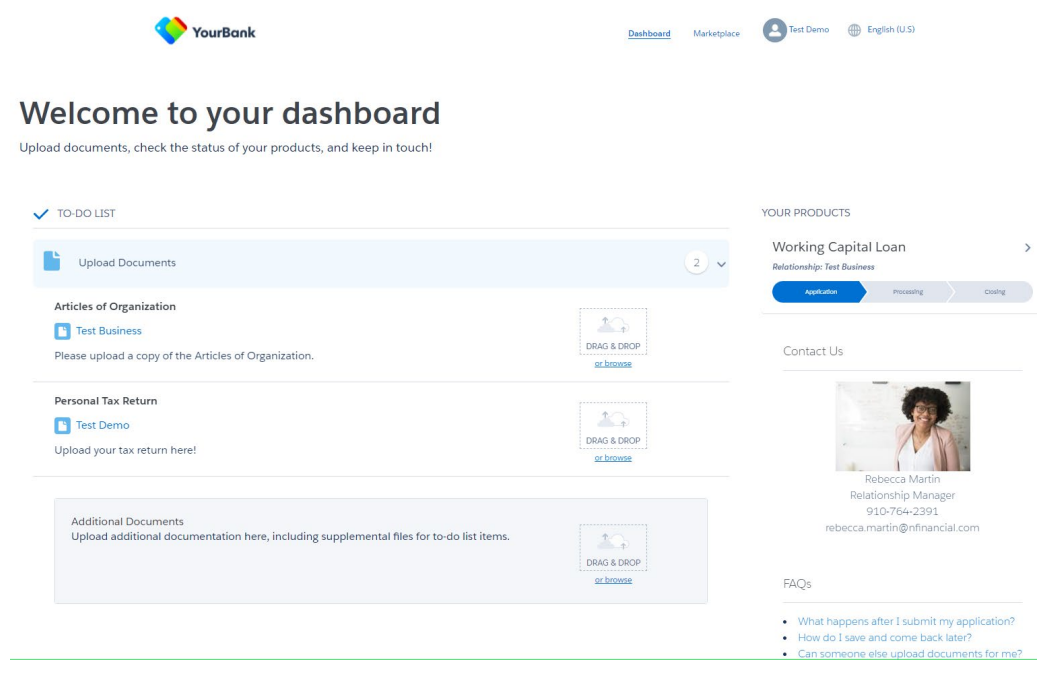 YourBank
Dashboard
Marketplace
Test Demo
English (U.S)
Welcome to your dashboard
Upload documents, check the status of your products, and keep in touch!
TO-DO LIST
Upload Documents
2
Articles of Organization
Test Business
Please upload a copy of the Articles of Organization.
DRAG & DROP
or browse
Personal Tax Return
Test Demo
Upload your tax return here!
DRAG & DROP
or browse
Additional Documents
Upload additional documentation here, including supplemental files for to-do list items.
DRAG & DROP
or browse
YOUR PRODUCTS
Working Capital Loan
Relationship: Test Business
Application
Processing
Closing
Contact Us
Rebecca Martin
Relationship Manager
910-764-2391
rebecca.martin@nfinancial.com
FAQs
What happens after I submit my application?
How do I save and come back later?
Can someone else upload documents for me?